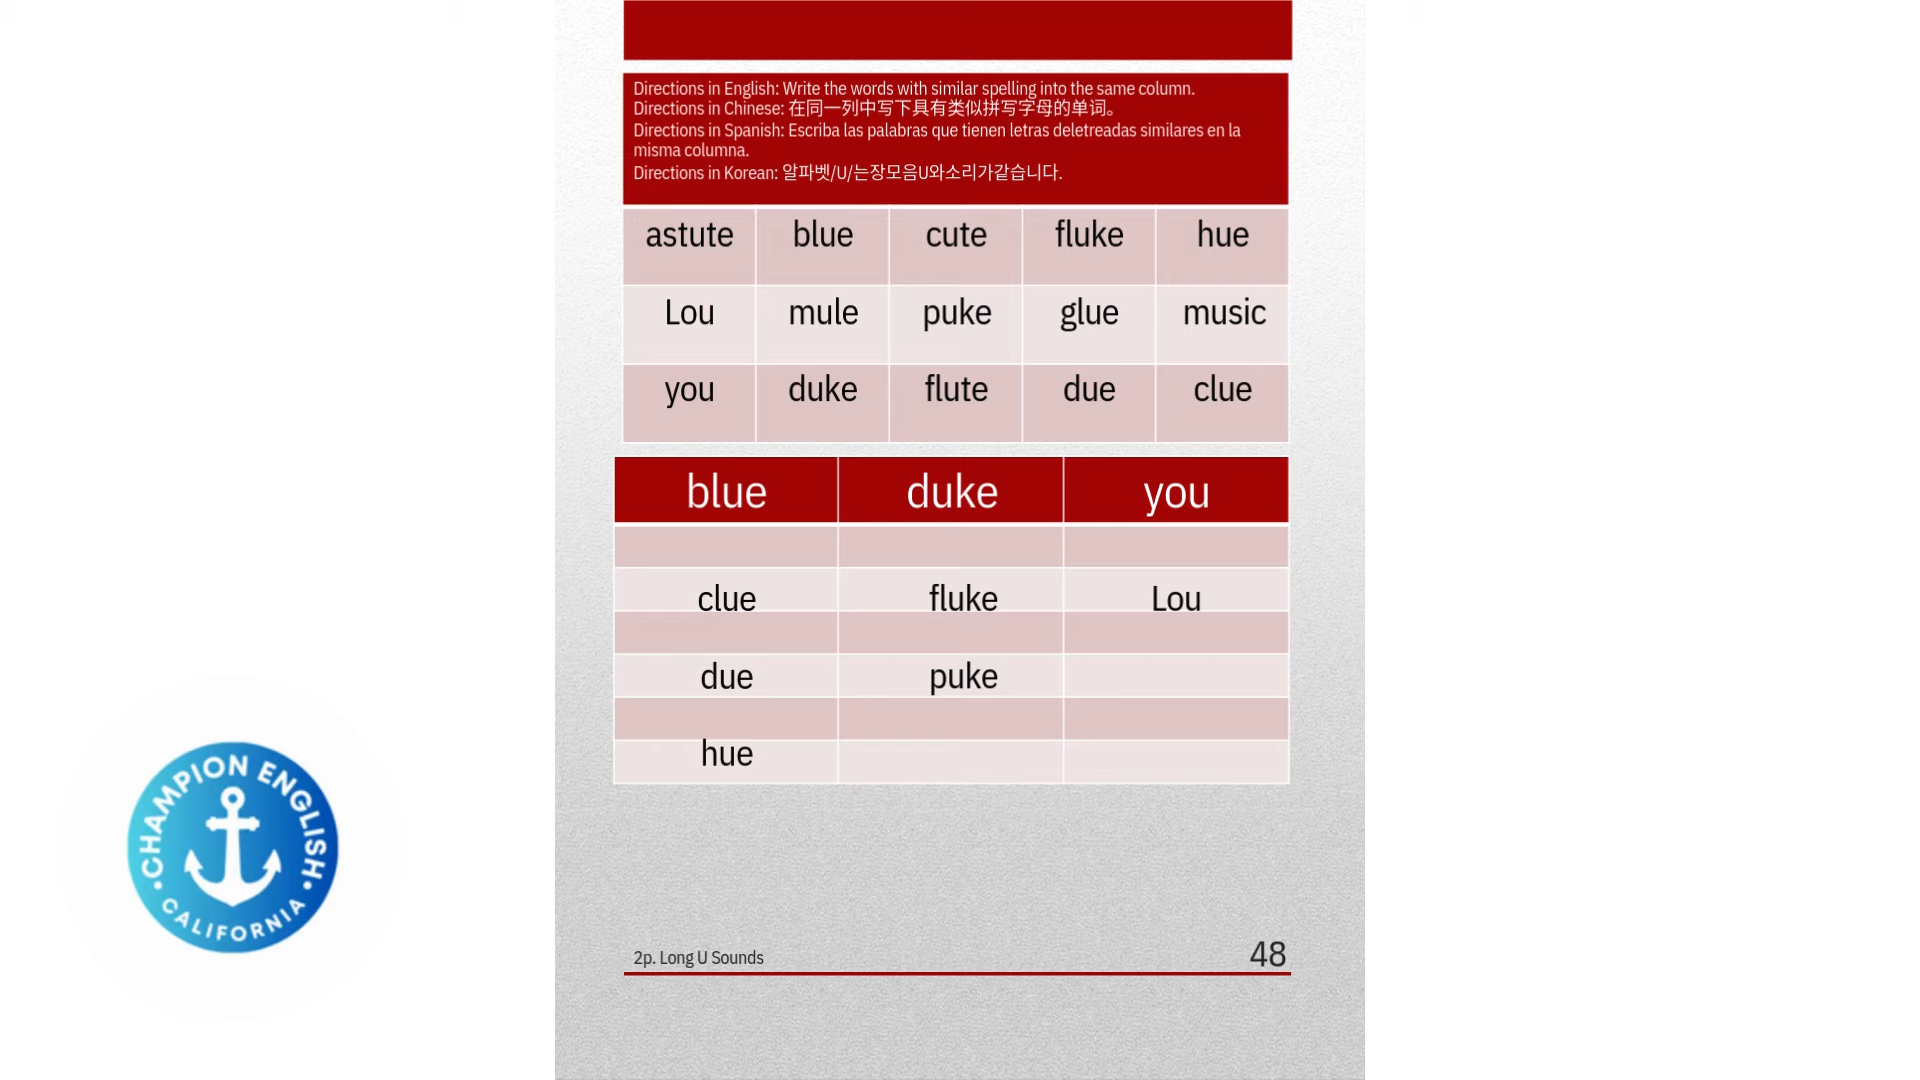 Directions in English: Write the words with similar spelling into the same column.
Directions in Chinese: 在同一列中写下具有类似拼写字母的单词。
Directions in Spanish: Escriba las palabras que tienen letras deletreadas similares en la
misma columna.
Directions in Korean: 알파벳/U/는장모음U와소리가같습니다.
astute blue cute fluke hue
Lou mule puke glue music
you duke flute due clue
blue duke you
clue fluke Lou
due puke
hue
CHAMPION ENGLISH
CALIFORNIA
2p. Long U Sounds 48